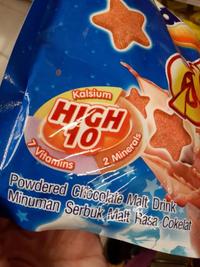 Kalsium
HIGH
10
7 Vitamins
2 Minerals
Powdered Chocolate Malt Drink
Minuman Serbuk Malt Rasa Cokelat